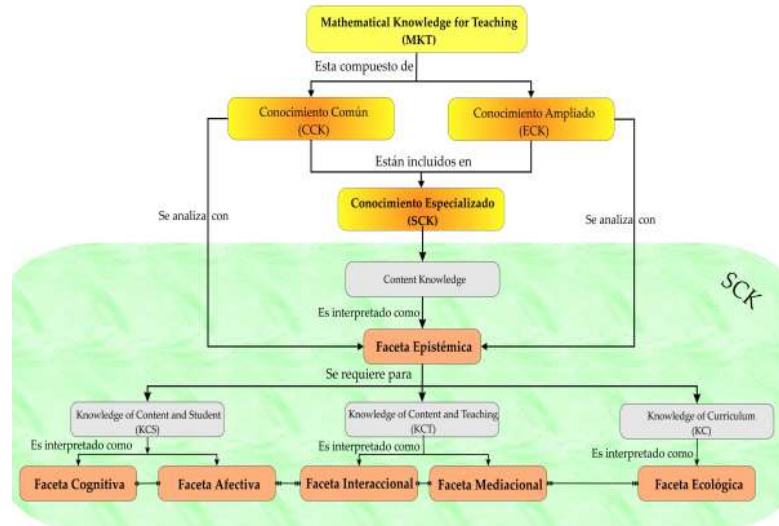 Mathematical Knowledge for Teaching
(MKT)
Esta compuesto de
Conocimiento Común
(CCK)
Conocimiento Ampliado
(ECK)
Están incluidos en
Se analiza con
Conocimiento Especializado
(SCK)
Se analiza con
Content Knowledge
SCK
Es interpretado como
Faceta Epistémica
Se requiere para
Knowledge of Content and Student
(KCS)
Knowledge of Content and Teaching
(KCT)
Knowledge of Curriculum
(KC)
Es interpretado como
Es interpretado como
Es interpretado como
Faceta Cognitiva
Faceta Afectiva
Faceta Interaccional
Faceta Mediacional
Faceta Ecológica